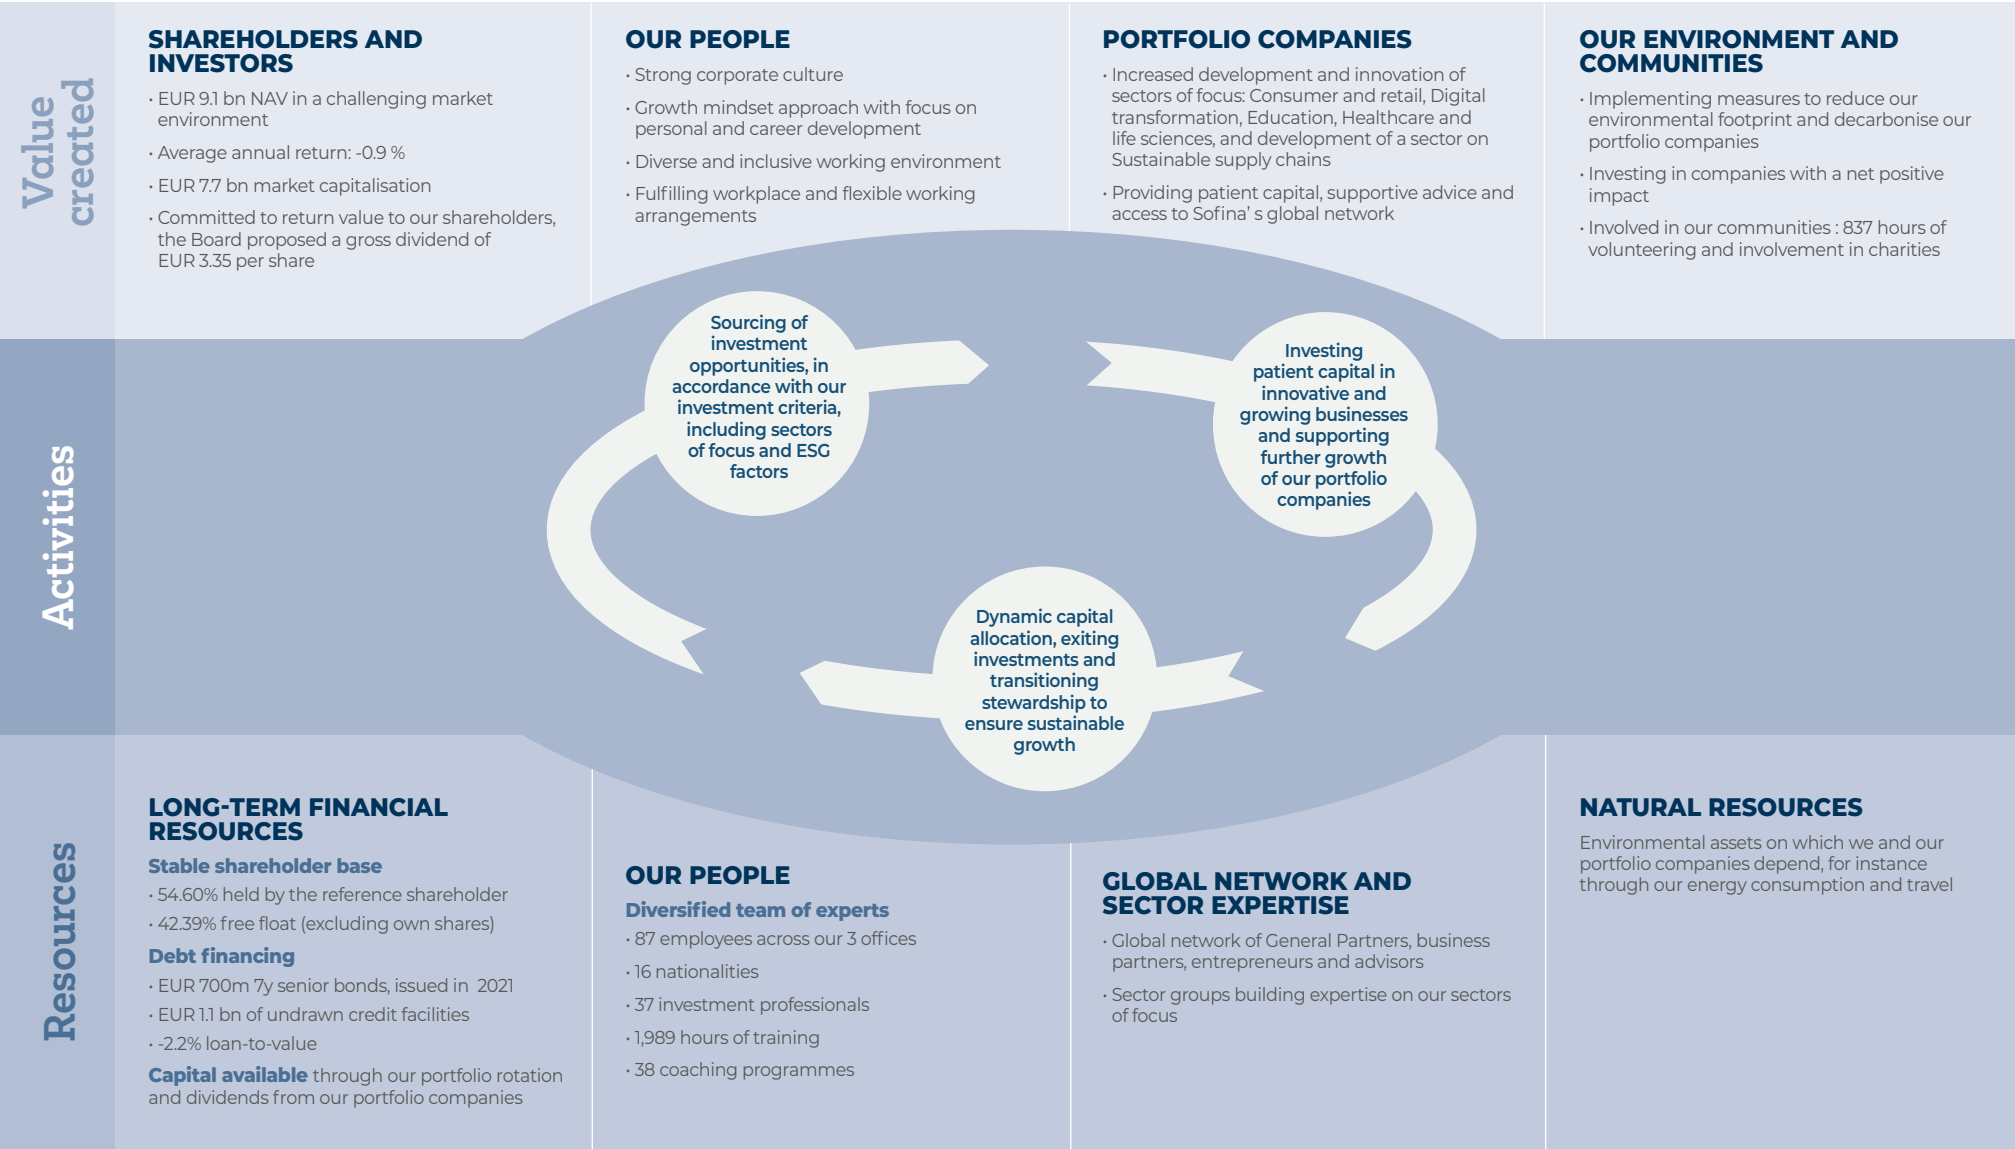 Value
created
SHAREHOLDERS AND
INVESTORS
• EUR 9.1 bn NAV in a challenging market
environment
• Average annual return: -0.9 %
• EUR 7.7 bn market capitalisation
• Committed to return value to our shareholders,
the Board proposed a gross dividend of
EUR 3.35 per share
OUR PEOPLE
• Strong corporate culture
• Growth mindset approach with focus on
personal and career development
• Diverse and inclusive working environment
• Fulfilling workplace and flexible working
arrangements
PORTFOLIO COMPANIES
• Increased development and innovation of
sectors of focus: Consumer and retail, Digital
transformation, Education, Healthcare and
life sciences, and development of a sector on
Sustainable supply chains
• Providing patient capital, supportive advice and
access to Sofina’ s global network
OUR ENVIRONMENT AND
COMMUNITIES
• Implementing measures to reduce our
environmental footprint and decarbonise our
portfolio companies
• Investing in companies with a net positive
impact
• Involved in our communities : 837 hours of
volunteering and involvement in charities
Activities
Sourcing of
investment
opportunities, in
accordance with our
investment criteria,
including sectors
of focus and ESG
factors
Investing
patient capital in
innovative and
growing businesses
and supporting
further growth
of our portfolio
companies
Dynamic capital
allocation, exiting
investments and
transitioning
stewardship to
ensure sustainable
growth
Resources
LONG-TERM FINANCIAL
RESOURCES
Stable shareholder base
• 54.60% held by the reference shareholder
• 42.39% free float (excluding own shares)
Debt financing
• EUR 700m 7y senior bonds, issued in 2021
• EUR 1.1 bn of undrawn credit facilities
• -2.2% loan-to-value
Capital available through our portfolio rotation
and dividends from our portfolio companies
OUR PEOPLE
Diversified team of experts
• 87 employees across our 3 offices
• 16 nationalities
• 37 investment professionals
• 1,989 hours of training
• 38 coaching programmes
GLOBAL NETWORK AND
SECTOR EXPERTISE
• Global network of General Partners, business
partners, entrepreneurs and advisors
• Sector groups building expertise on our sectors
of focus
NATURAL RESOURCES
Environmental assets on which we and our
portfolio companies depend, for instance
through our energy consumption and travel